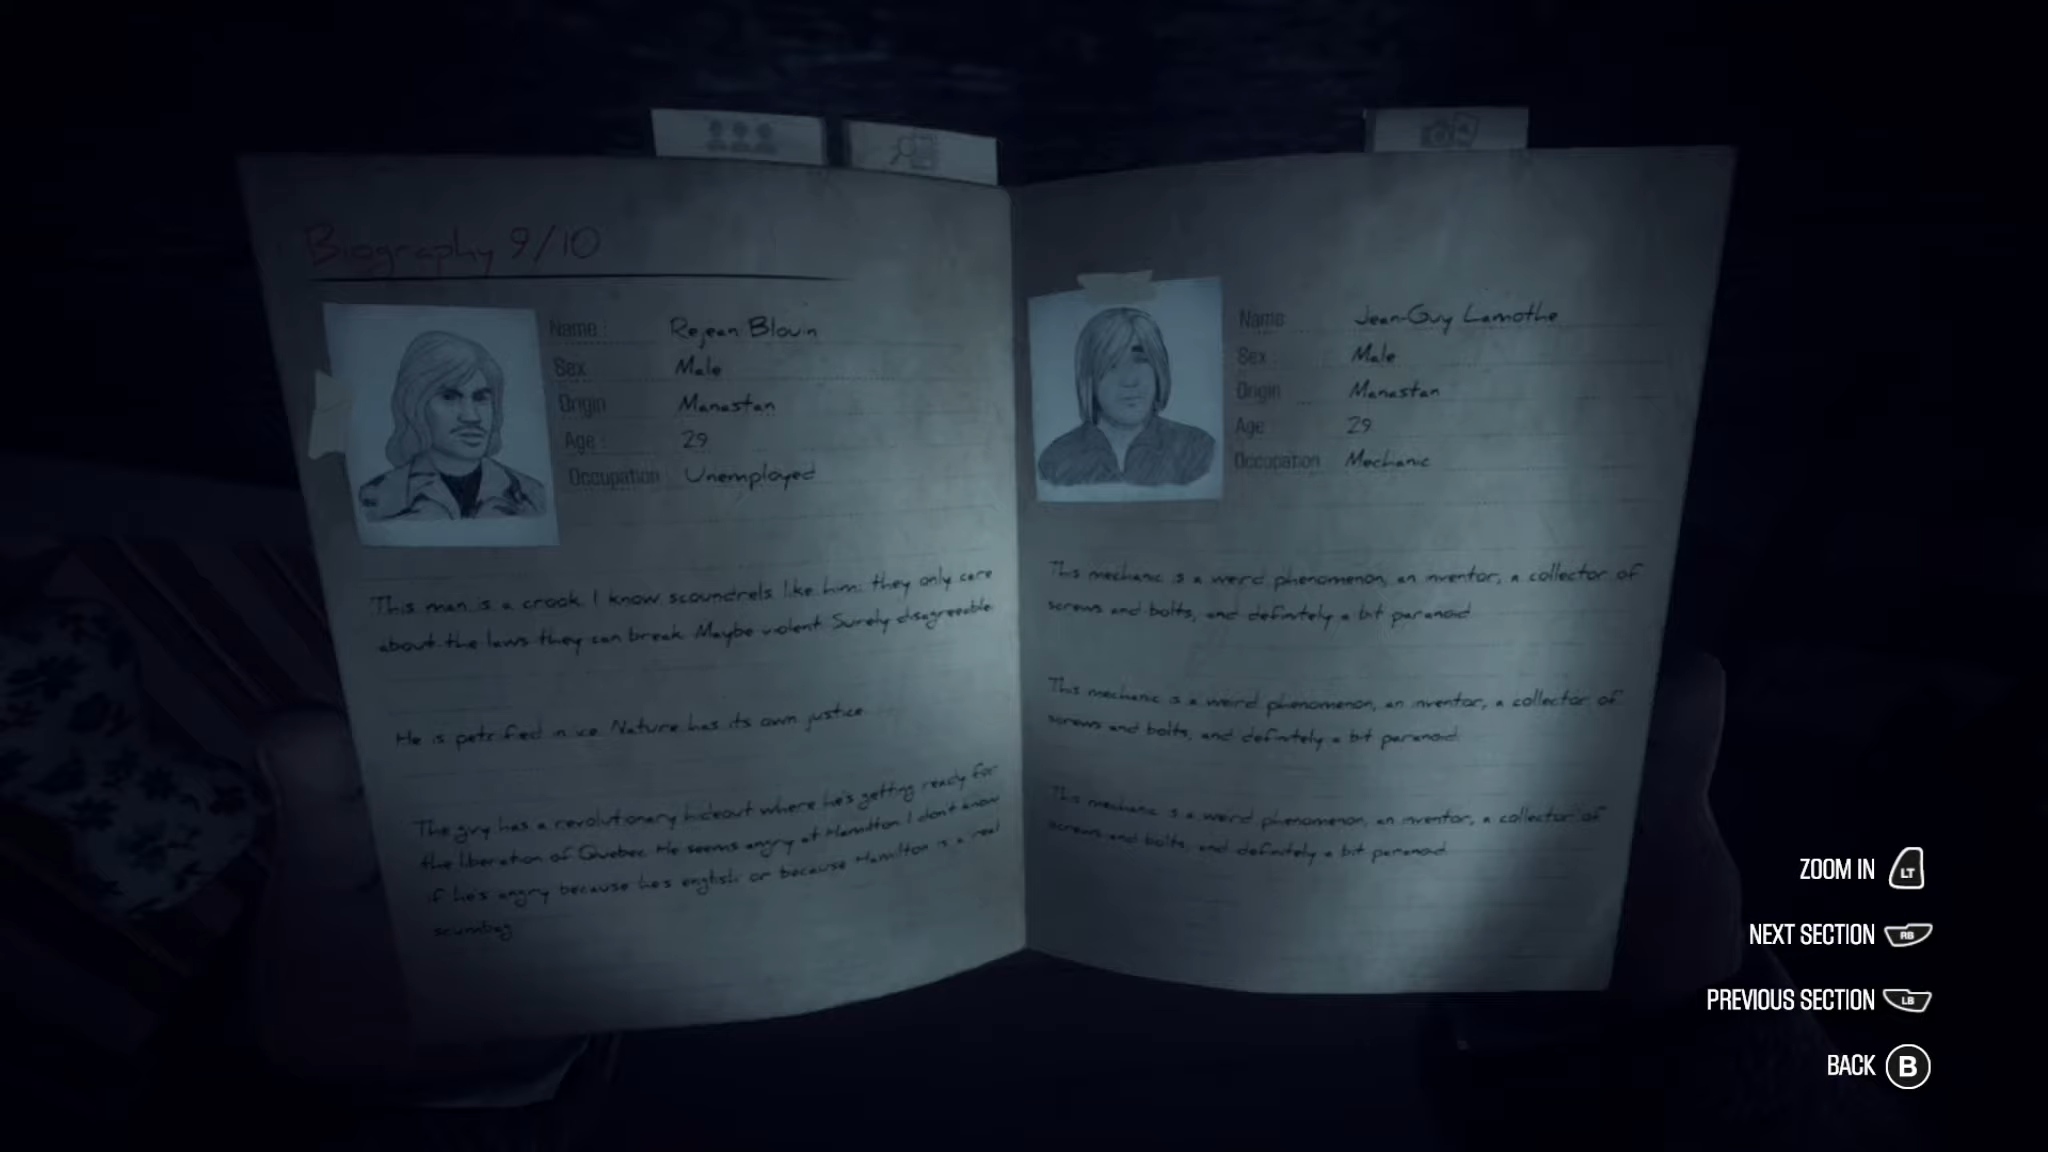 Biography 9/10
Name : Rejean Blouin
Sex Male
Origin Manastan
Age : 29
Occupation Unemployed
This man is a crook. I know scoundrels like him: they only care
about the laws they can break. Maybe violent. Surely disagreeable.
He is petrified in ice. Nature has its own justice.
The guy has a revolutionary hideout where he's getting ready for
the liberation of Quebec. He seems angry at Hamilton. I don't know
if he's angry because he's english or because Hamilton is a real
scumbag
Name Jean-Guy Lamothe
Sex Male
Origin Manastan
Age 29
Occupation Mechanic
This mechanic is a weird phenomenon, an inventor, a collector of
screws and bolts, and definitely a bit paranoid.
This mechanic is a weird phenomenon, an inventor, a collector of
screws and bolts, and definitely a bit paranoid.
This mechanic is a weird phenomenon, an inventor, a collector of
screws and bolts, and definitely a bit paranoid.
ZOOM IN LT
NEXT SECTION RB
PREVIOUS SECTION LB
BACK B